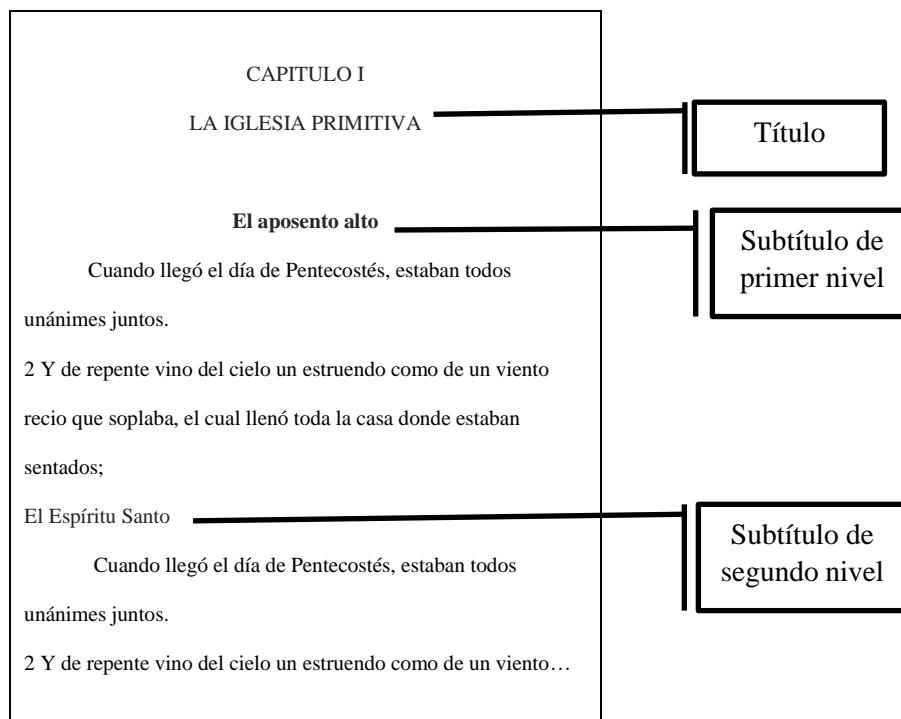 CAPITULO I
LA IGLESIA PRIMITIVA
Título
El aposento alto
Subtítulo de
primer nivel
Cuando llegó el día de Pentecostés, estaban todos
unánimes juntos.
2 Y de repente vino del cielo un estruendo como de un viento
recio que soplaba, el cual llenó toda la casa donde estaban
sentados;
El Espíritu Santo
Subtítulo de
segundo nivel
Cuando llegó el día de Pentecostés, estaban todos
unánimes juntos.
2 Y de repente vino del cielo un estruendo como de un viento…